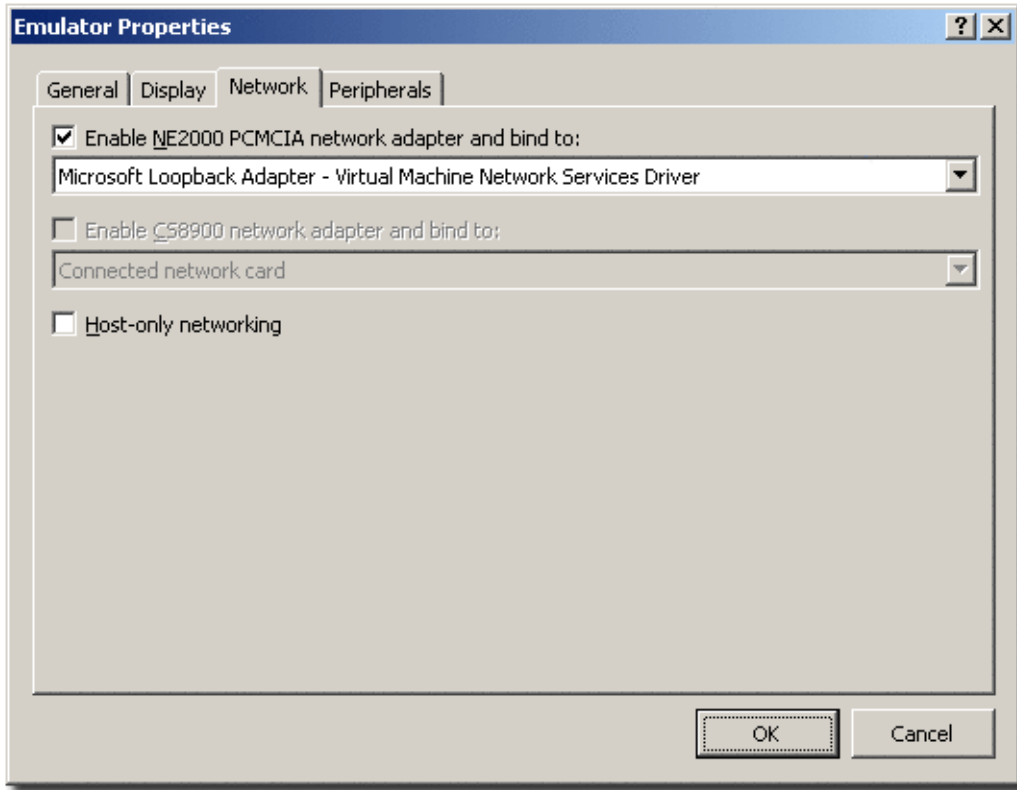 Emulator Properties
General Display Network Peripherals
Enable NE2000 PCMCIA network adapter and bind to:
Microsoft Loopback Adapter - Virtual Machine Network Services Driver
Enable CS8900 network adapter and bind to:
Connected network card
Host-only networking
OK Cancel